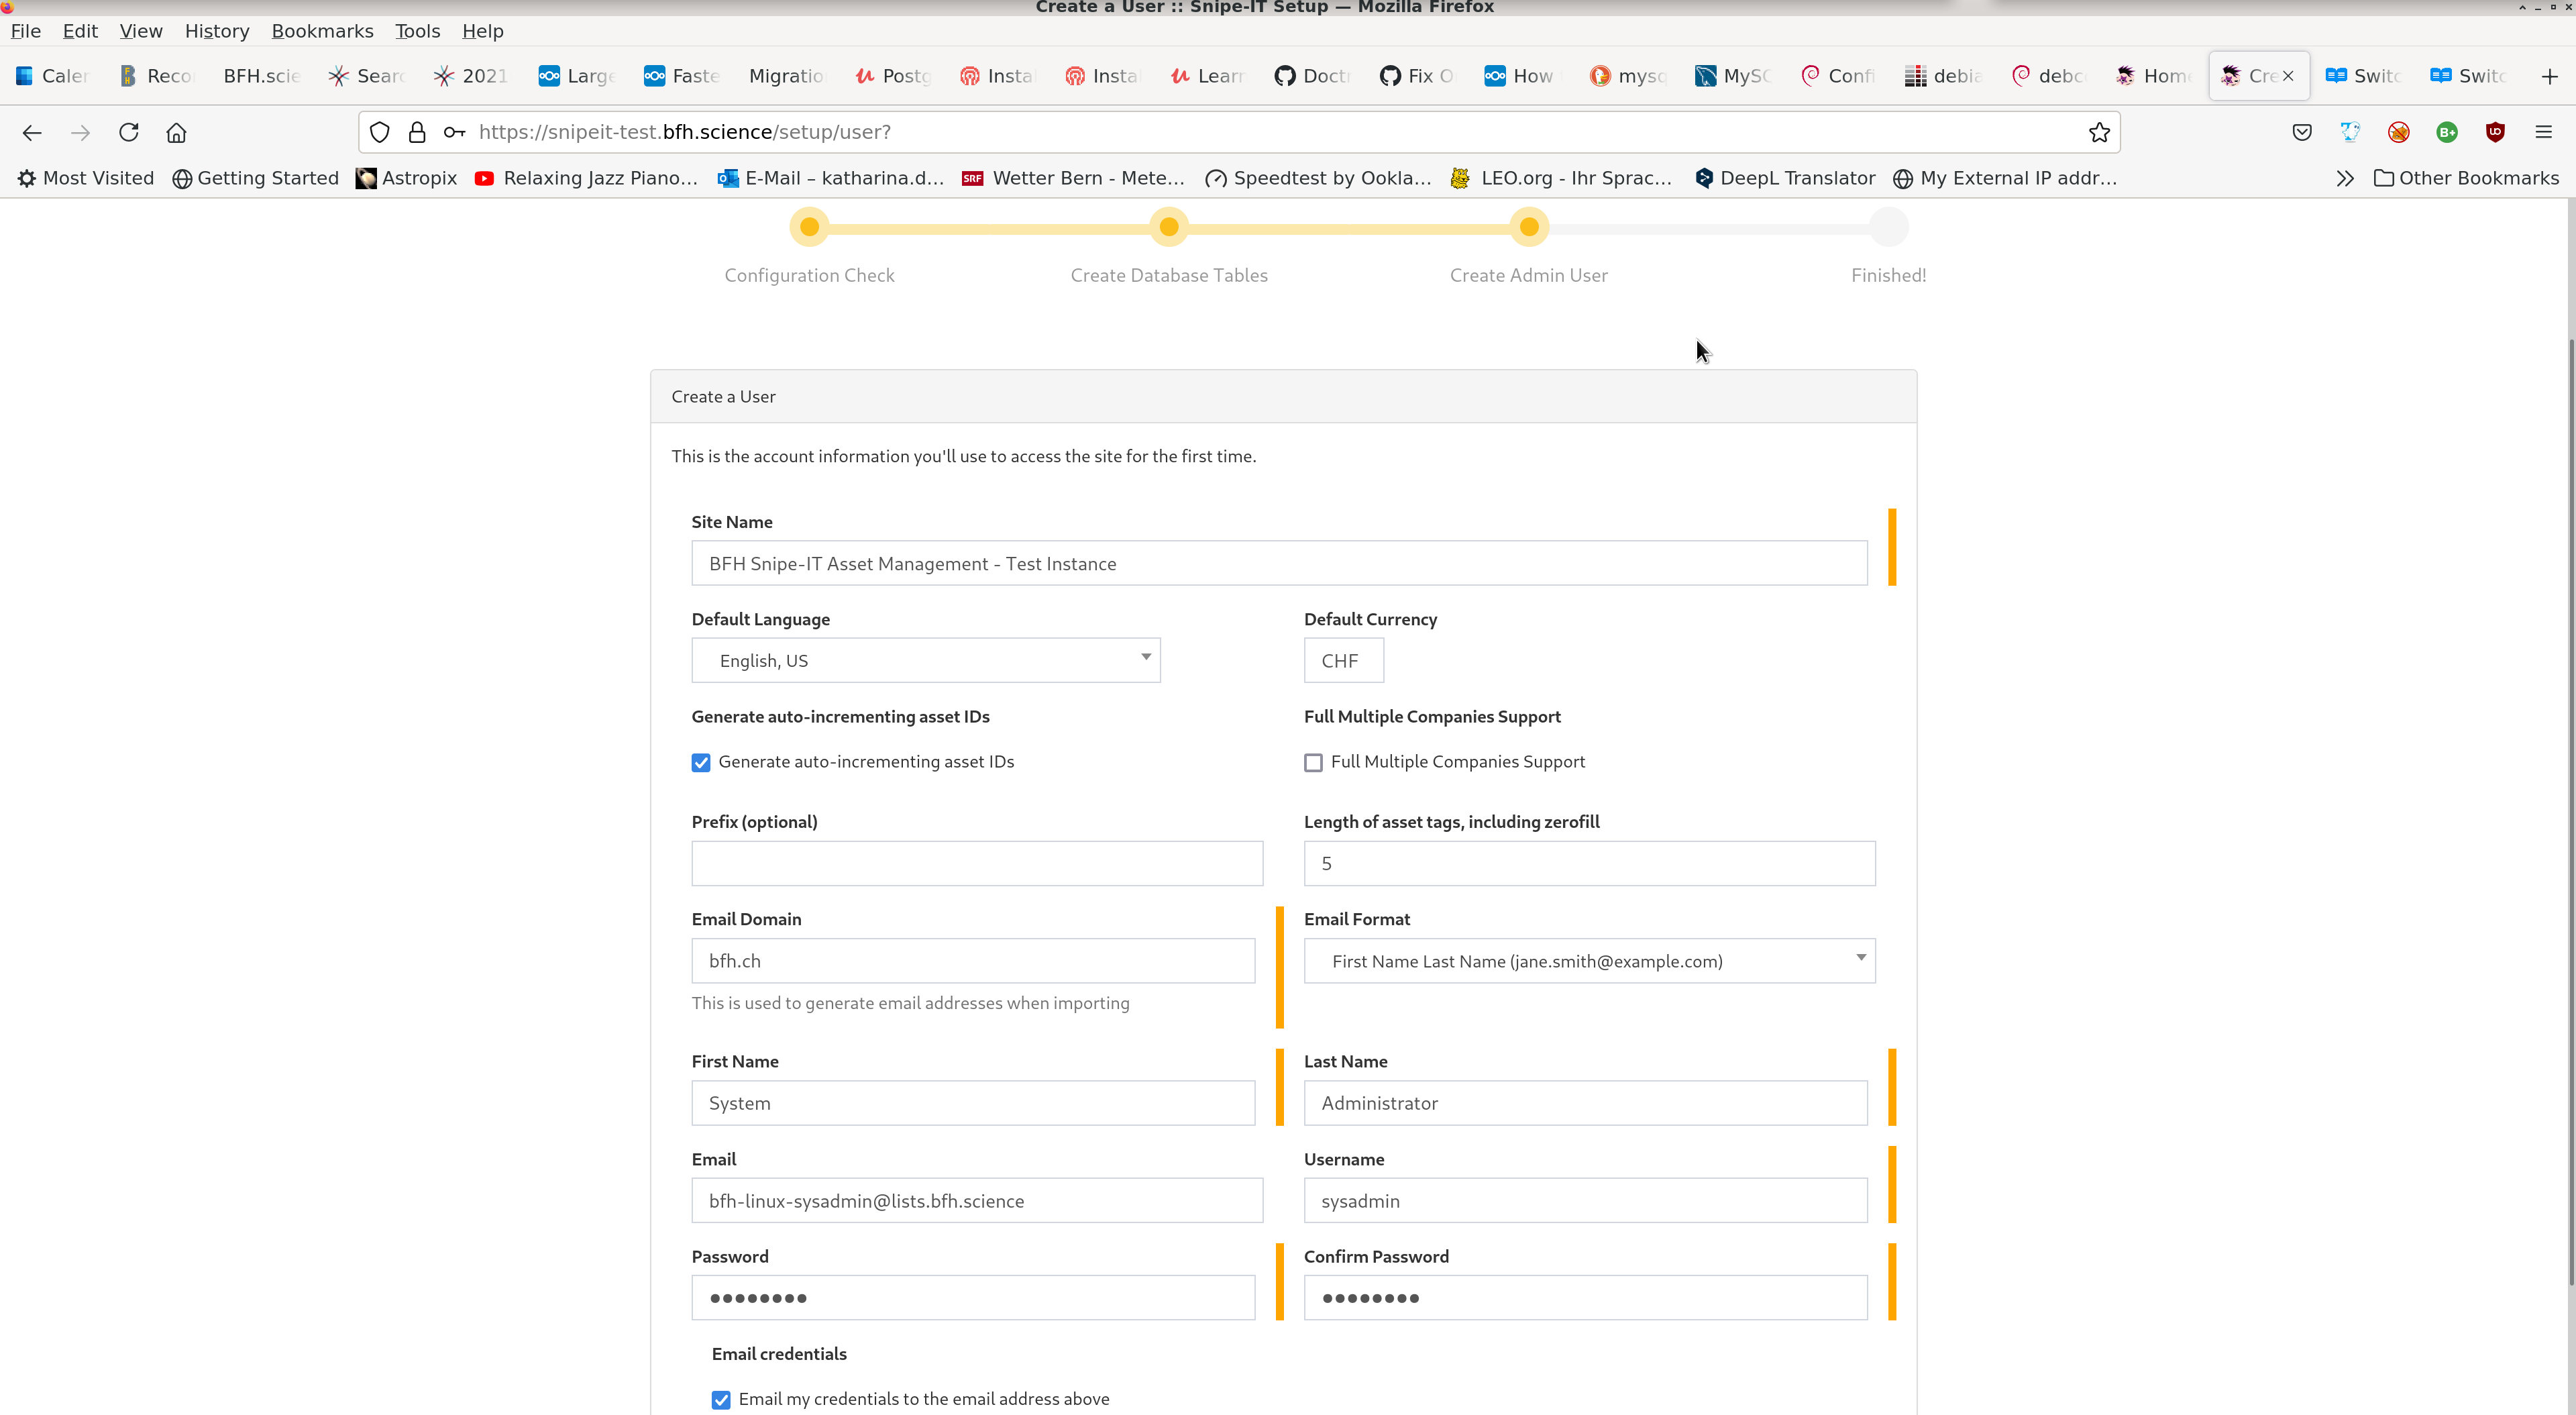 Create a User :: Snipe-IT Setup — Mozilla Firefox
File Edit View History Bookmarks Tools Help
Caler Reco BFH.scie Searc 2021 Large Faste Migratio Postg Insta Insta Learn Doctr Fix O How mysq MySC Confi debia debc Home Cre Switc Switc
https://snipeit-test.bfh.science/setup/user?
Most Visited Getting Started Astropix Relaxing Jazz Piano... E-Mail – katharina.d... SRF Wetter Bern - Mete... Speedtest by Ookla... LEO.org - Ihr Sprac... DeepL Translator My External IP addr... Other Bookmarks
Configuration Check Create Database Tables Create Admin User Finished!
Create a User
This is the account information you'll use to access the site for the first time.
Site Name
BFH Snipe-IT Asset Management - Test Instance
Default Language Default Currency
English, US CHF
Generate auto-incrementing asset IDs Full Multiple Companies Support
Generate auto-incrementing asset IDs Full Multiple Companies Support
Prefix (optional) Length of asset tags, including zerofill
5
Email Domain Email Format
bfh.ch First Name Last Name (jane.smith@example.com)
This is used to generate email addresses when importing
First Name Last Name
System Administrator
Email Username
bfh-linux-sysadmin@lists.bfh.science sysadmin
Password Confirm Password
●●●●●●●● ●●●●●●●●
Email credentials
Email my credentials to the email address above